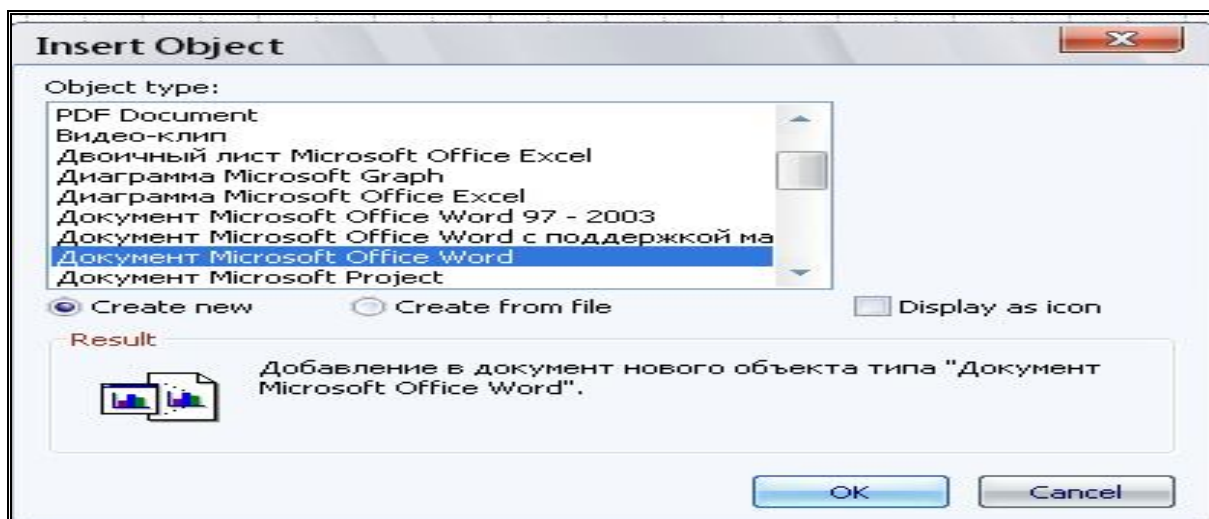 Insert Object
Object type:
PDF Document
Видео-клип
Двоичный лист Microsoft Office Excel
Диаграмма Microsoft Graph
Диаграмма Microsoft Office Excel
Документ Microsoft Office Word 97 - 2003
Документ Microsoft Office Word с поддержкой ма
Документ Microsoft Office Word
Документ Microsoft Project
Create new Create from file Display as icon
Result
Добавление в документ нового объекта типа "Документ
Microsoft Office Word".
OK Cancel